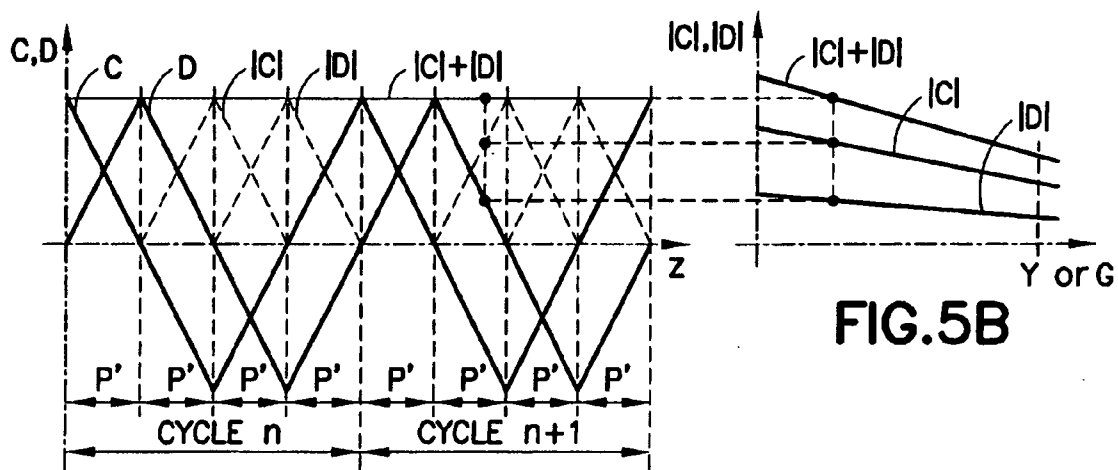 C,D
C
D
|C|
|D|
|C|+|D|
Z
P' P' P' P' P' P' P' P'
CYCLE n
CYCLE n+1
|C|,|D|
|C|+|D|
|C|
|D|
Y or G
FIG.5B